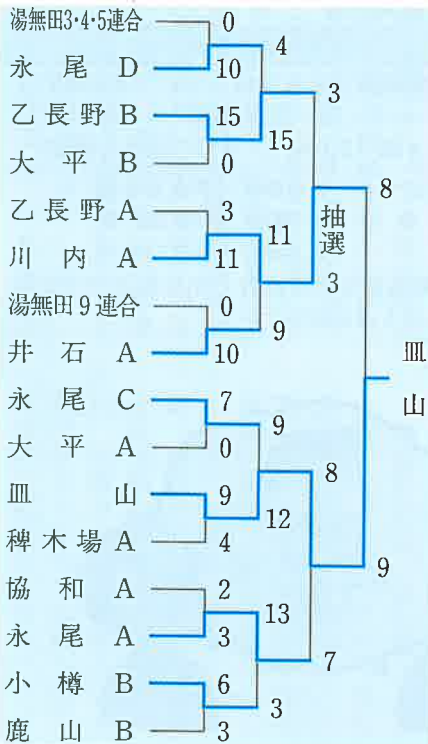 湯無田3・4・5連合 0
永尾 D 10
4
乙長野 B 15
15
大平 B 0
3
乙長野 A 3
川内 A 11
11
湯無田9連合 0
9
井石 A 10
抽選
3
8
永尾 C 7
9
大平 A 0
皿山 9
12
稗木場 A 4
8
協和 A 2
永尾 A 3
13
小樽 B 6
3
鹿山 B 3
7
9
皿山